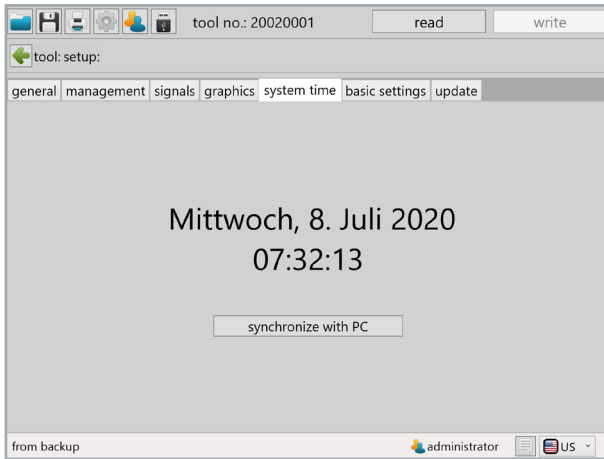 tool no.: 20020001 read write
tool: setup:
general management signals graphics system time basic settings update
Mittwoch, 8. Juli 2020
07:32:13
synchronize with PC
from backup administrator US